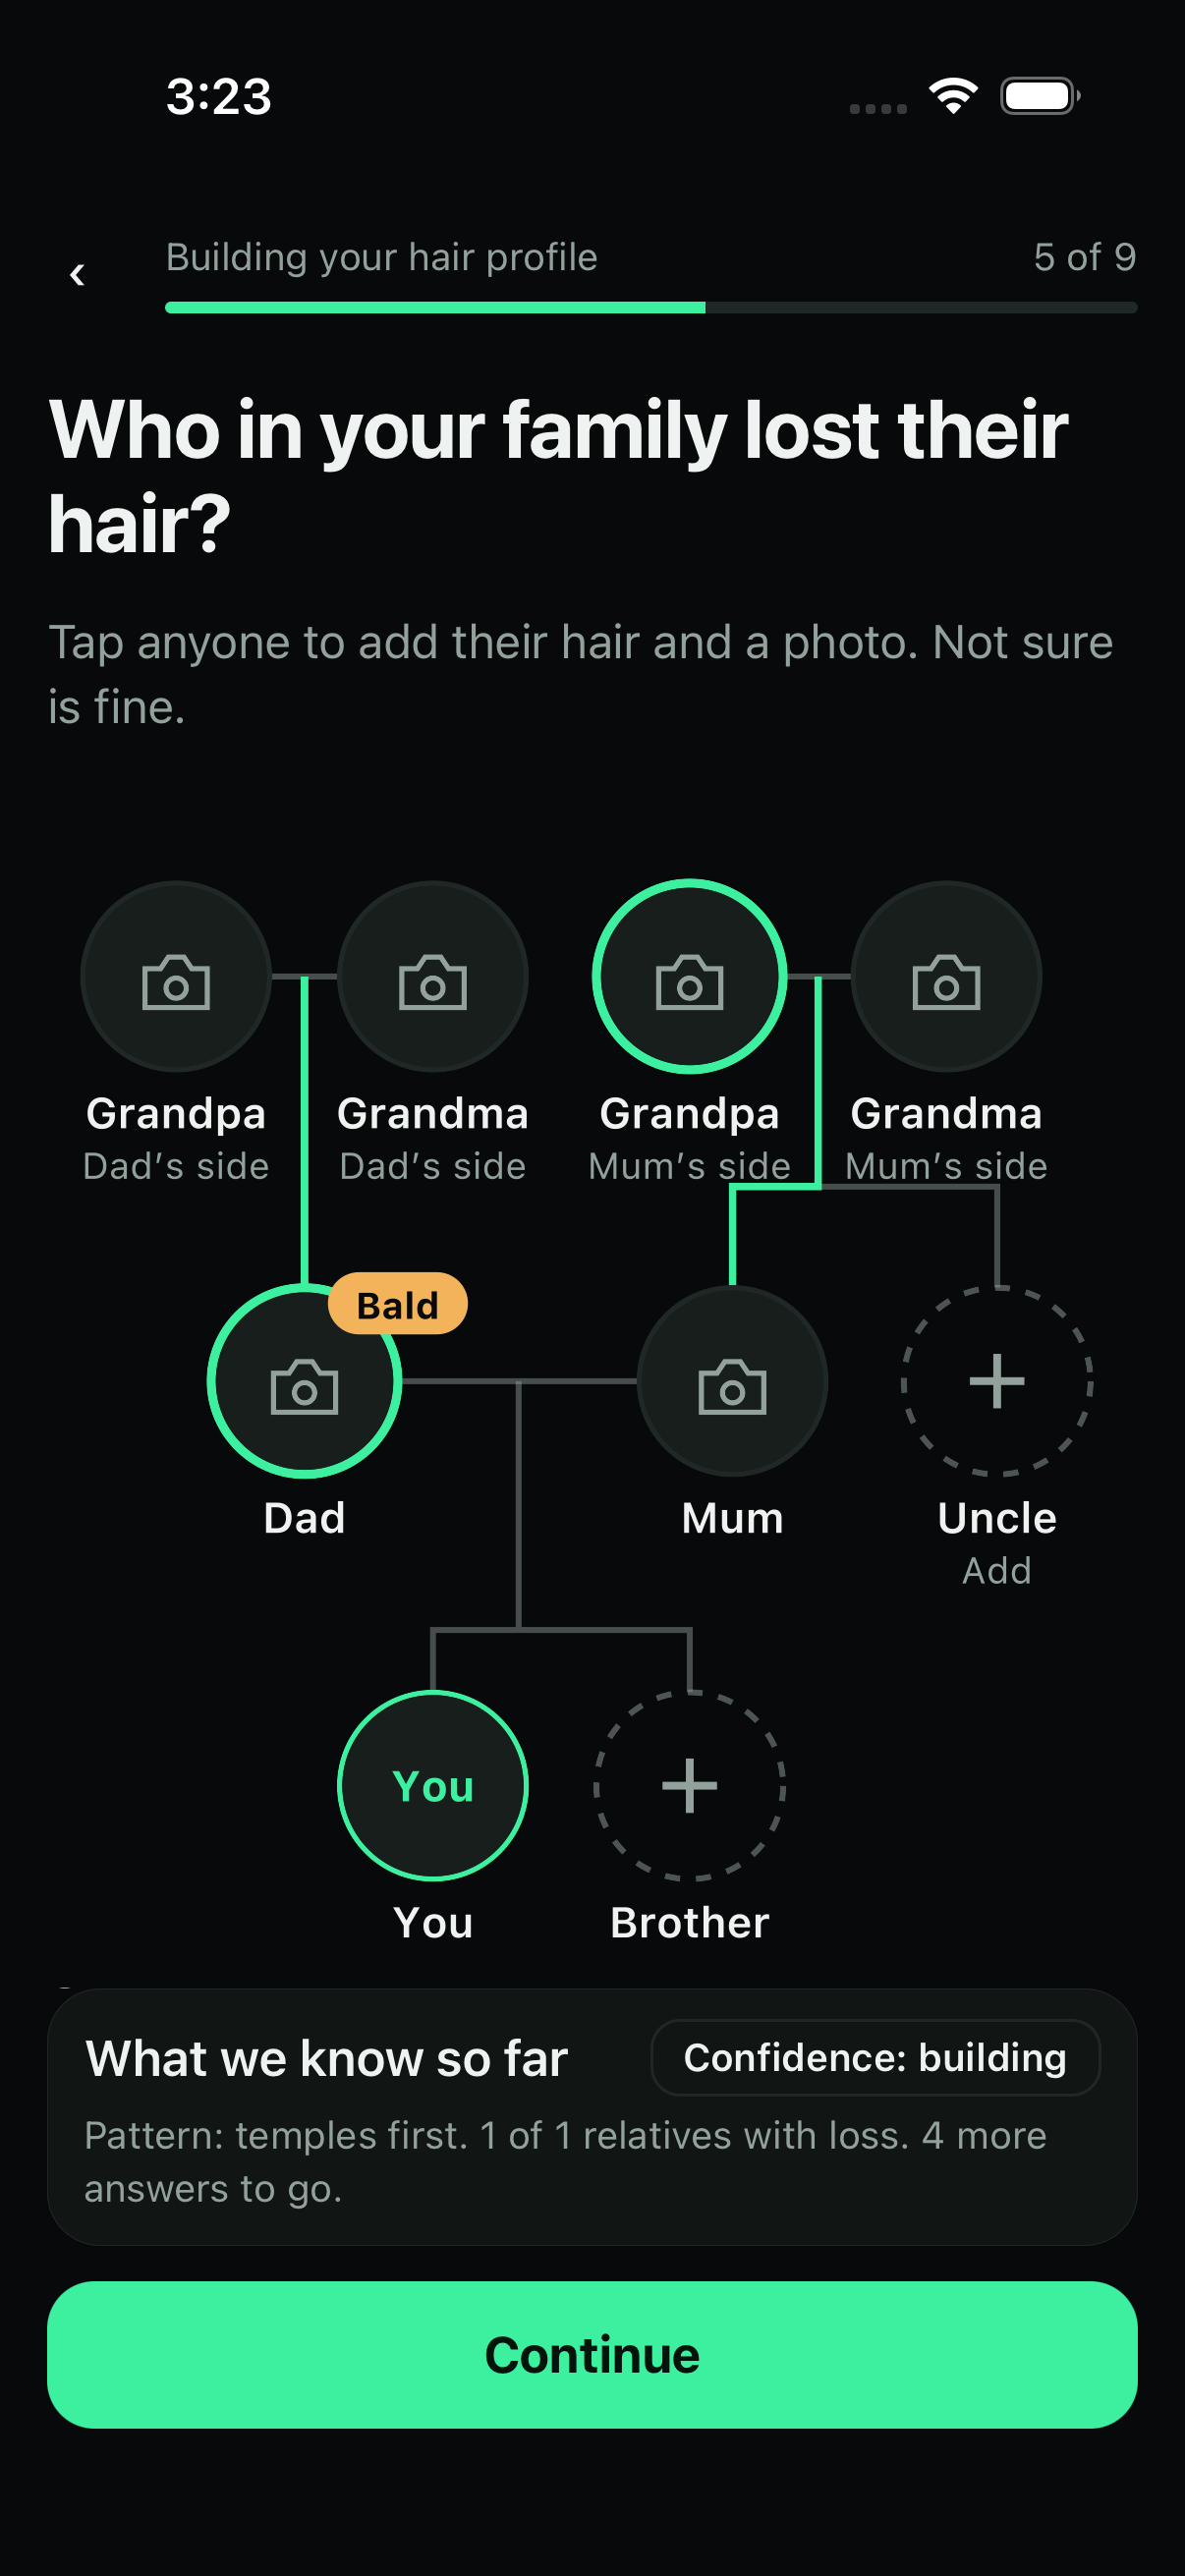 3:23
‹
Building your hair profile
5 of 9
Who in your family lost their
hair?
Tap anyone to add their hair and a photo. Not sure
is fine.
Grandpa
Grandma
Grandpa
Grandma
Dad’s side
Dad’s side
Mum’s side
Mum’s side
Bald
Dad
Mum
Uncle
Add
You
You
Brother
What we know so far
Confidence: building
Pattern: temples first. 1 of 1 relatives with loss. 4 more
answers to go.
Continue